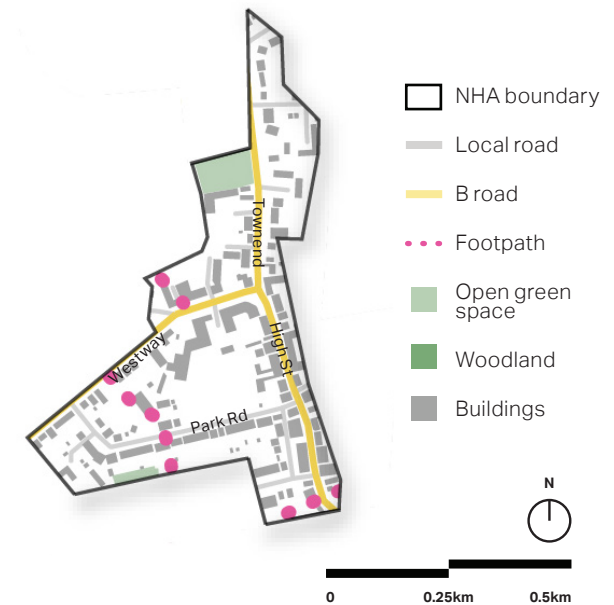 NHA boundary
Local road
B road
Footpath
Open green
space
Woodland
Buildings
Townend
High St
Westway
Park Rd
N
0 0.25km 0.5km